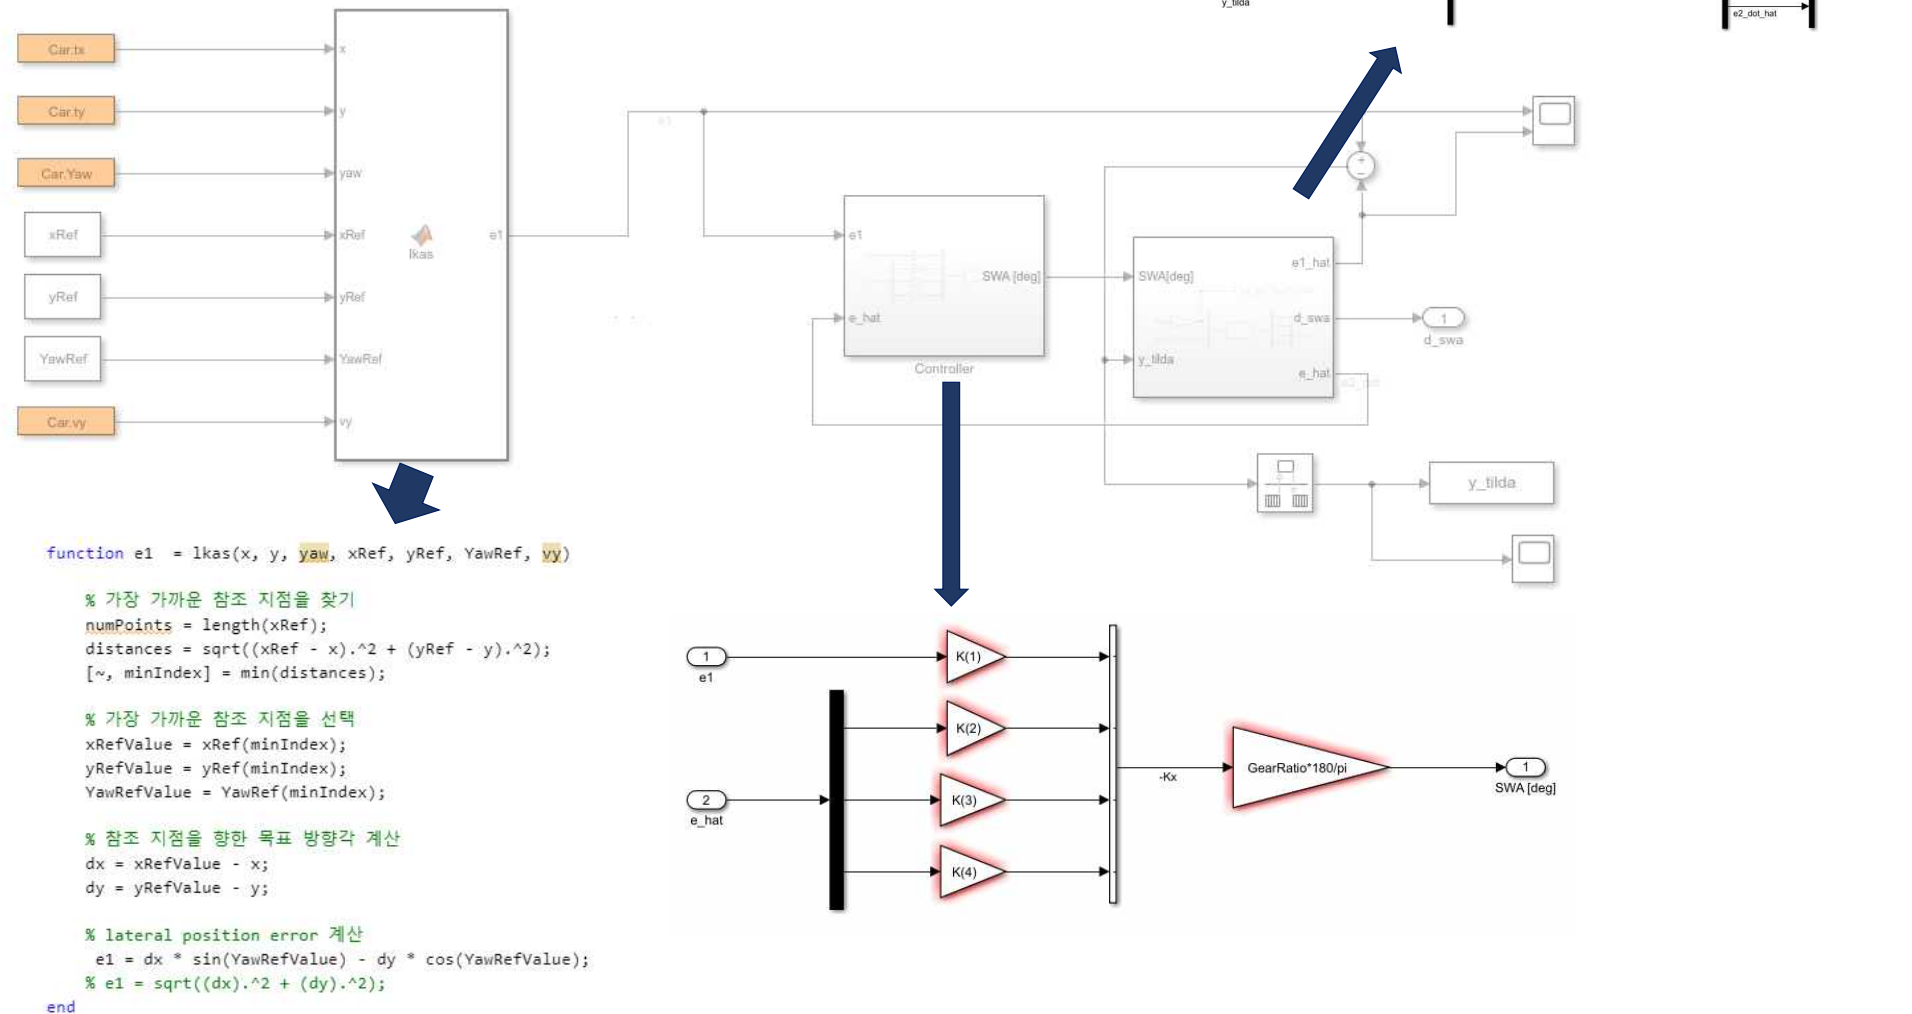 y_tilda
e2_dot_hat
Car.tx
x
Car.ty
y
Car.Yaw
yaw
xRef
xRef
yRef
yRef
YawRef
YawRef
Car.vy
vy
lkas
e1
e1
e1
e_hat
SWA [deg]
Controller
SWA[deg]
y_tilda
e1_hat
d_swa
e_hat
+
−
1
d_swa
e2_dot
y_tilda
function e1 = lkas(x, y, yaw, xRef, yRef, YawRef, vy)
% 가장 가까운 참조 지점을 찾기
numPoints = length(xRef);
distances = sqrt((xRef - x).^2 + (yRef - y).^2);
[~, minIndex] = min(distances);
% 가장 가까운 참조 지점을 선택
xRefValue = xRef(minIndex);
yRefValue = yRef(minIndex);
YawRefValue = YawRef(minIndex);
% 참조 지점을 향한 목표 방향각 계산
dx = xRefValue - x;
dy = yRefValue - y;
% lateral position error 계산
e1 = dx * sin(YawRefValue) - dy * cos(YawRefValue);
% e1 = sqrt((dx).^2 + (dy).^2);
end
1
e1
2
e_hat
K(1)
K(2)
K(3)
K(4)
-Kx
GearRatio*180/pi
1
SWA [deg]